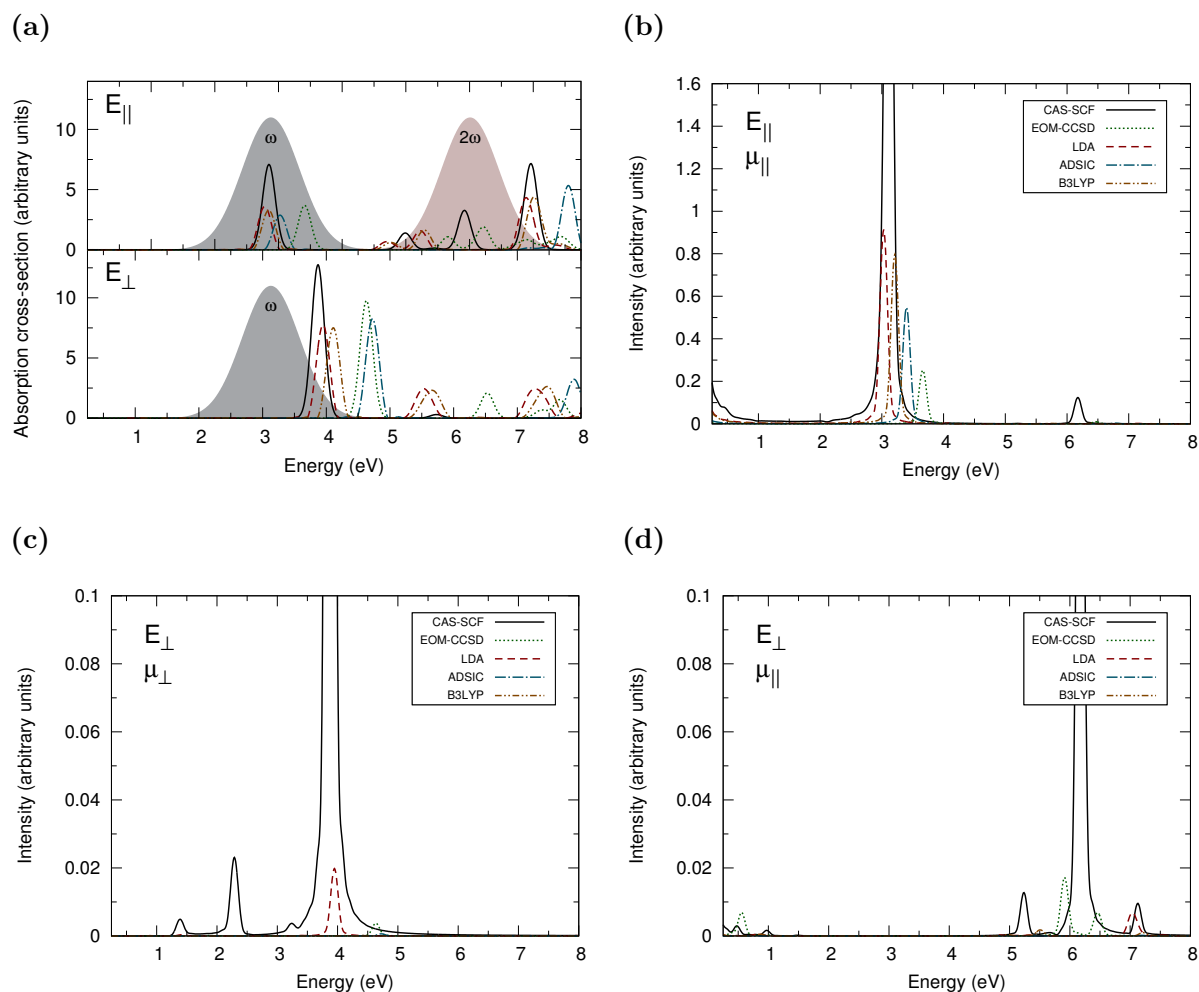 (a)
E||
ω
2ω
10
5
0
E⊥
ω
10
5
0
1 2 3 4 5 6 7 8
Absorption cross-section (arbitrary units)
Energy (eV)
(b)
E||
μ||
CAS-SCF
EOM-CCSD
LDA
ADSIC
B3LYP
1.6
1.4
1.2
1
0.8
0.6
0.4
0.2
0
1 2 3 4 5 6 7 8
Intensity (arbitrary units)
Energy (eV)
(c)
E⊥
μ⊥
CAS-SCF
EOM-CCSD
LDA
ADSIC
B3LYP
0.1
0.08
0.06
0.04
0.02
0
1 2 3 4 5 6 7 8
Intensity (arbitrary units)
Energy (eV)
(d)
E⊥
μ||
CAS-SCF
EOM-CCSD
LDA
ADSIC
B3LYP
0.1
0.08
0.06
0.04
0.02
0
1 2 3 4 5 6 7 8
Intensity (arbitrary units)
Energy (eV)